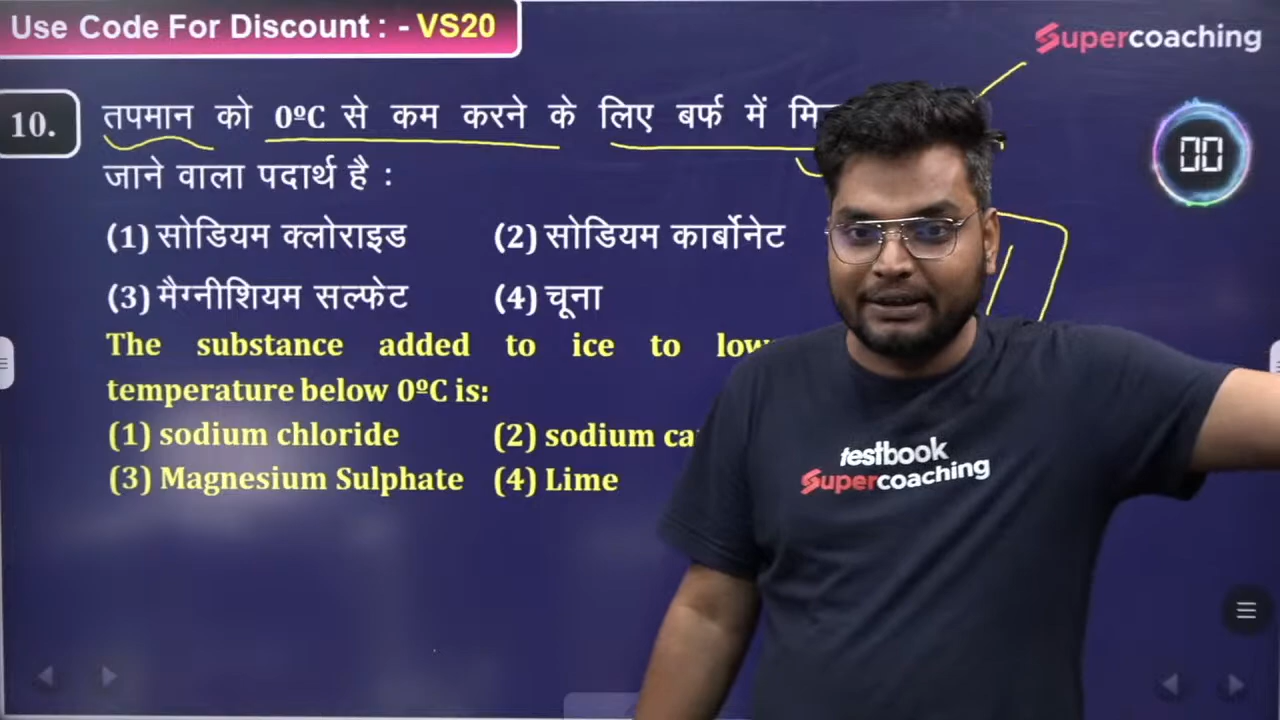 Use Code For Discount : - VS20
Supercoaching
10.
तपमान को 0ºC से कम करने के लिए बर्फ में
00
जाने वाला पदार्थ है :
(1) सोडियम क्लोराइड (2) सोडियम कार्बोनेट
(3) मैग्नीशियम सल्फेट (4) चूना
The substance added to ice to
temperature below 0ºC is:
(1) sodium chloride (2) sodium
(3) Magnesium Sulphate (4) Lime
testbook
Supercoaching